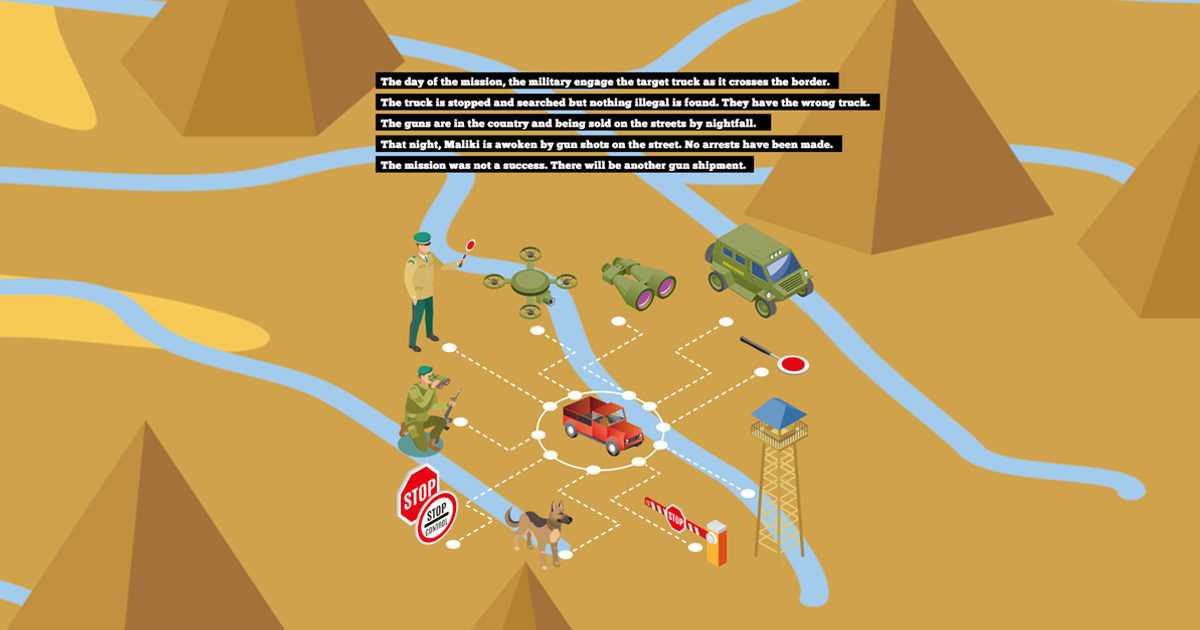 The day of the mission, the military engage the target truck as it crosses the border.
The truck is stopped and searched but nothing illegal is found. They have the wrong truck.
The guns are in the country and being sold on the streets by nightfall.
That night, Maliki is awoken by gun shots on the street. No arrests have been made.
The mission was not a success. There will be another gun shipment.
STOP
STOP
CONTROL
STOP